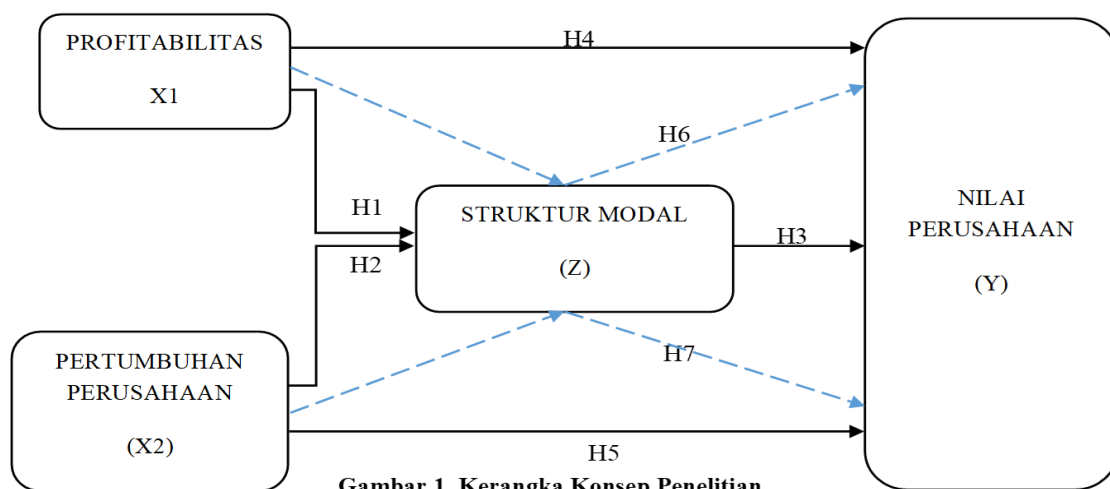 PROFITABILITAS
X1
H4
H6
H1
STRUKTUR MODAL
(Z)
H2
H3
NILAI
PERUSAHAAN
(Y)
PERTUMBUHAN
PERUSAHAAN
(X2)
H7
H5
Gambar 1. Kerangka Konsep Penelitian